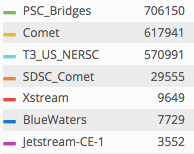 PSC_Bridges 706150
Comet 617941
T3_US_NERSC 570991
SDSC_Comet 29555
Xstream 9649
BlueWaters 7729
Jetstream-CE-1 3552